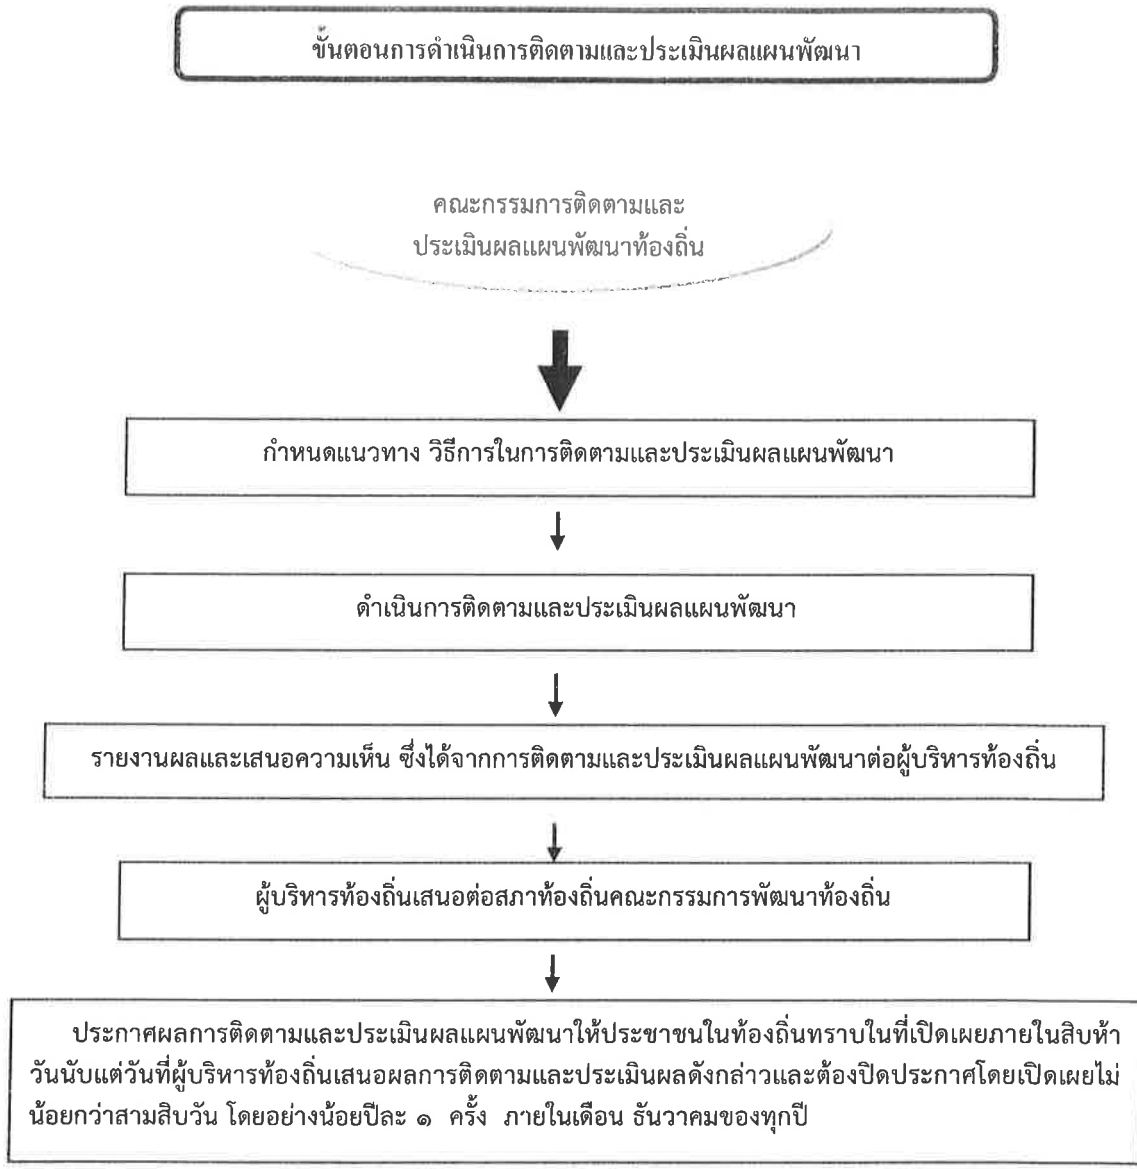 ขั้นตอนการดำเนินการติดตามและประเมินผลแผนพัฒนา
คณะกรรมการติดตามและ
ประเมินผลแผนพัฒนาท้องถิ่น
กำหนดแนวทาง วิธีการในการติดตามและประเมินผลแผนพัฒนา
ดำเนินการติดตามและประเมินผลแผนพัฒนา
รายงานผลและเสนอความเห็น ซึ่งได้จากการติดตามและประเมินผลแผนพัฒนาต่อผู้บริหารท้องถิ่น
ผู้บริหารท้องถิ่นเสนอต่อสภาท้องถิ่นคณะกรรมการพัฒนาท้องถิ่น
ประกาศผลการติดตามและประเมินผลแผนพัฒนาให้ประชาชนในท้องถิ่นทราบในที่เปิดเผยภายในสิบห้า
วันนับแต่วันที่ผู้บริหารท้องถิ่นเสนอผลการติดตามและประเมินผลดังกล่าวและต้องปิดประกาศโดยเปิดเผยไม่
น้อยกว่าสามสิบวัน โดยอย่างน้อยปีละ ๑ ครั้ง ภายในเดือน ธันวาคมของทุกปี